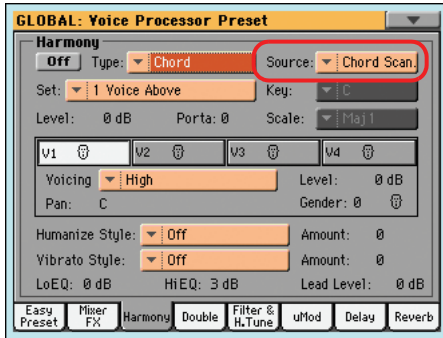 GLOBAL: Voice Processor Preset
Harmony
Off Type: Chord Source: Chord Scan.
Set: 1 Voice Above Key: C
Level: 0 dB Porta: 0 Scale: Maj1
V1 V2 V3 V4
Voicing High Level: 0 dB
Pan: C Gender: 0
Humanize Style: Off Amount: 0
Vibrato Style: Off Amount: 0
LoEQ: 0 dB HiEQ: 3 dB Lead Level: 0 dB
Easy Preset Mixer FX Harmony Double Filter & H.Tune uMod Delay Reverb